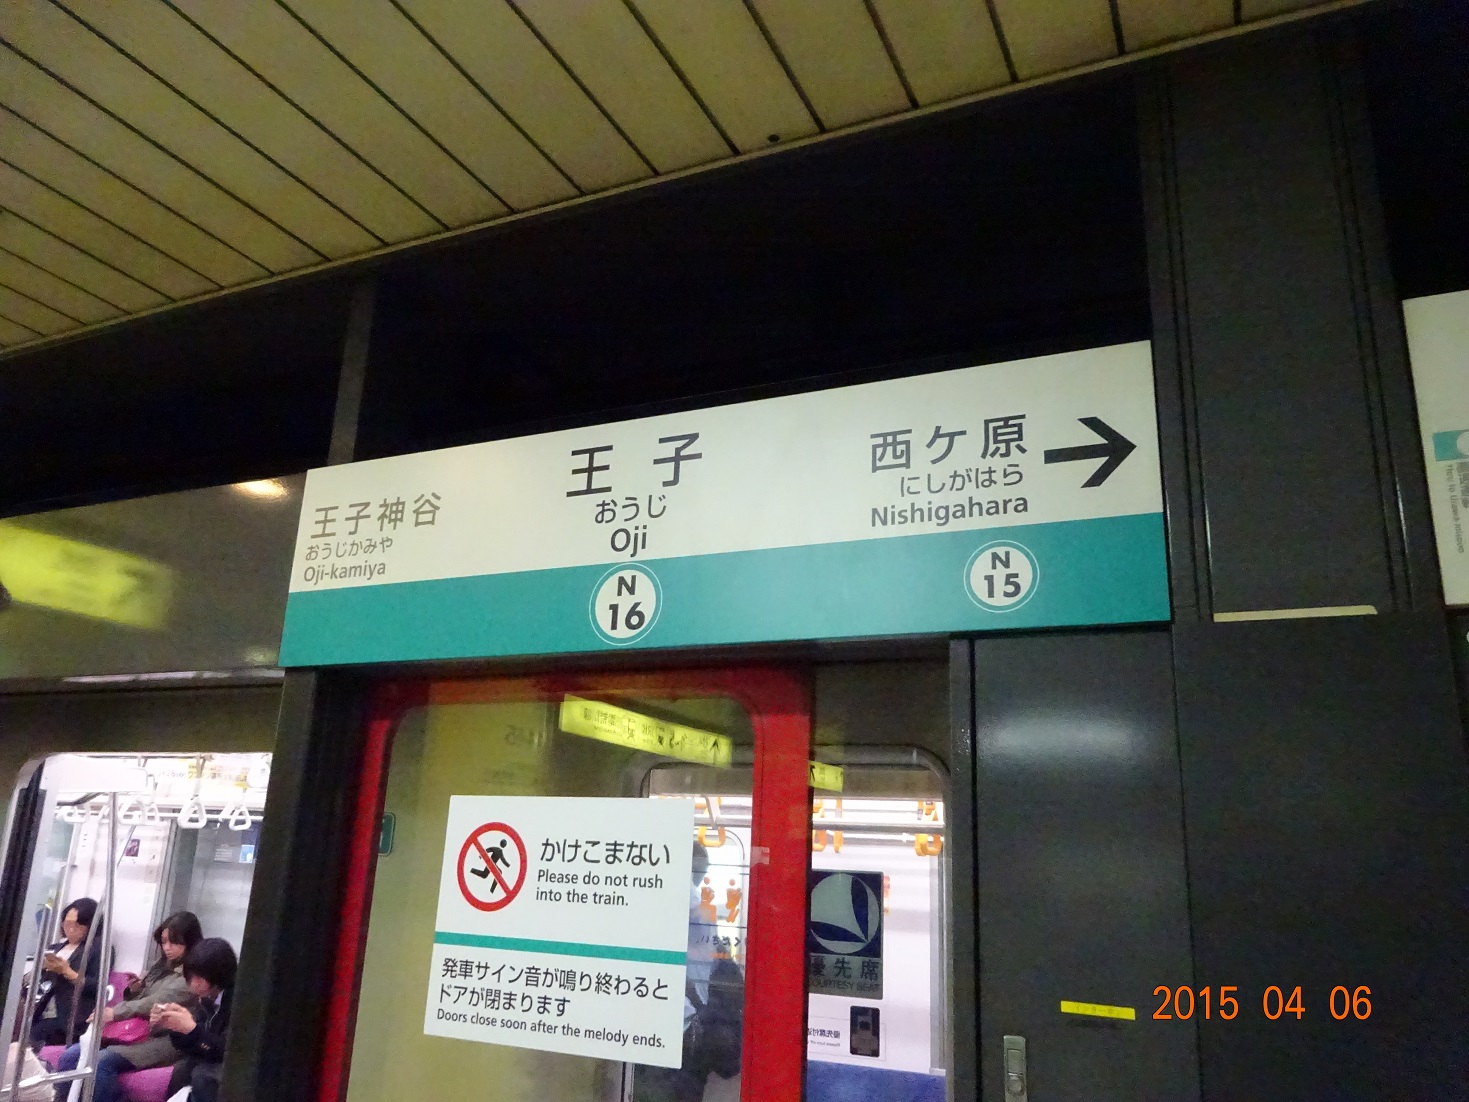 王子神谷
おうじかみや
Oji-kamiya
王子
おうじ
Oji
N
16
西ケ原
にしがはら
Nishigahara
N
15
かけこまない
Please do not rush
into the train.
発車サイン音が鳴り終わると
ドアが閉まります
Doors close soon after the melody ends.
優先席
COURTESY SEAT
2015 04 06